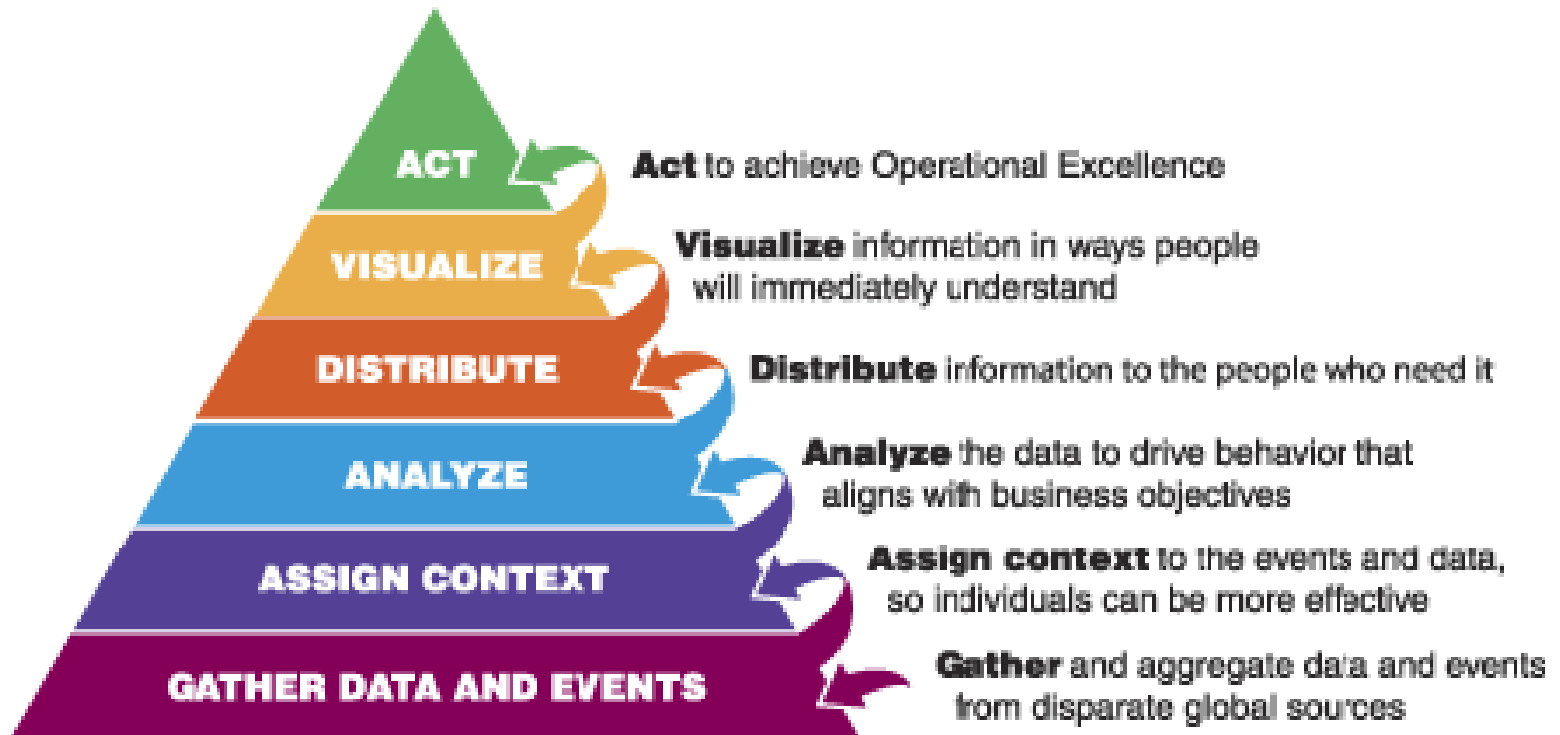 ACT
Act to achieve Operational Excellence
VISUALIZE
Visualize information in ways people
will immediately understand
DISTRIBUTE
Distribute information to the people who need it
ANALYZE
Analyze the data to drive behavior that
aligns with business objectives
ASSIGN CONTEXT
Assign context to the events and data,
so individuals can be more effective
GATHER DATA AND EVENTS
Gather and aggregate data and events
from disparate global sources